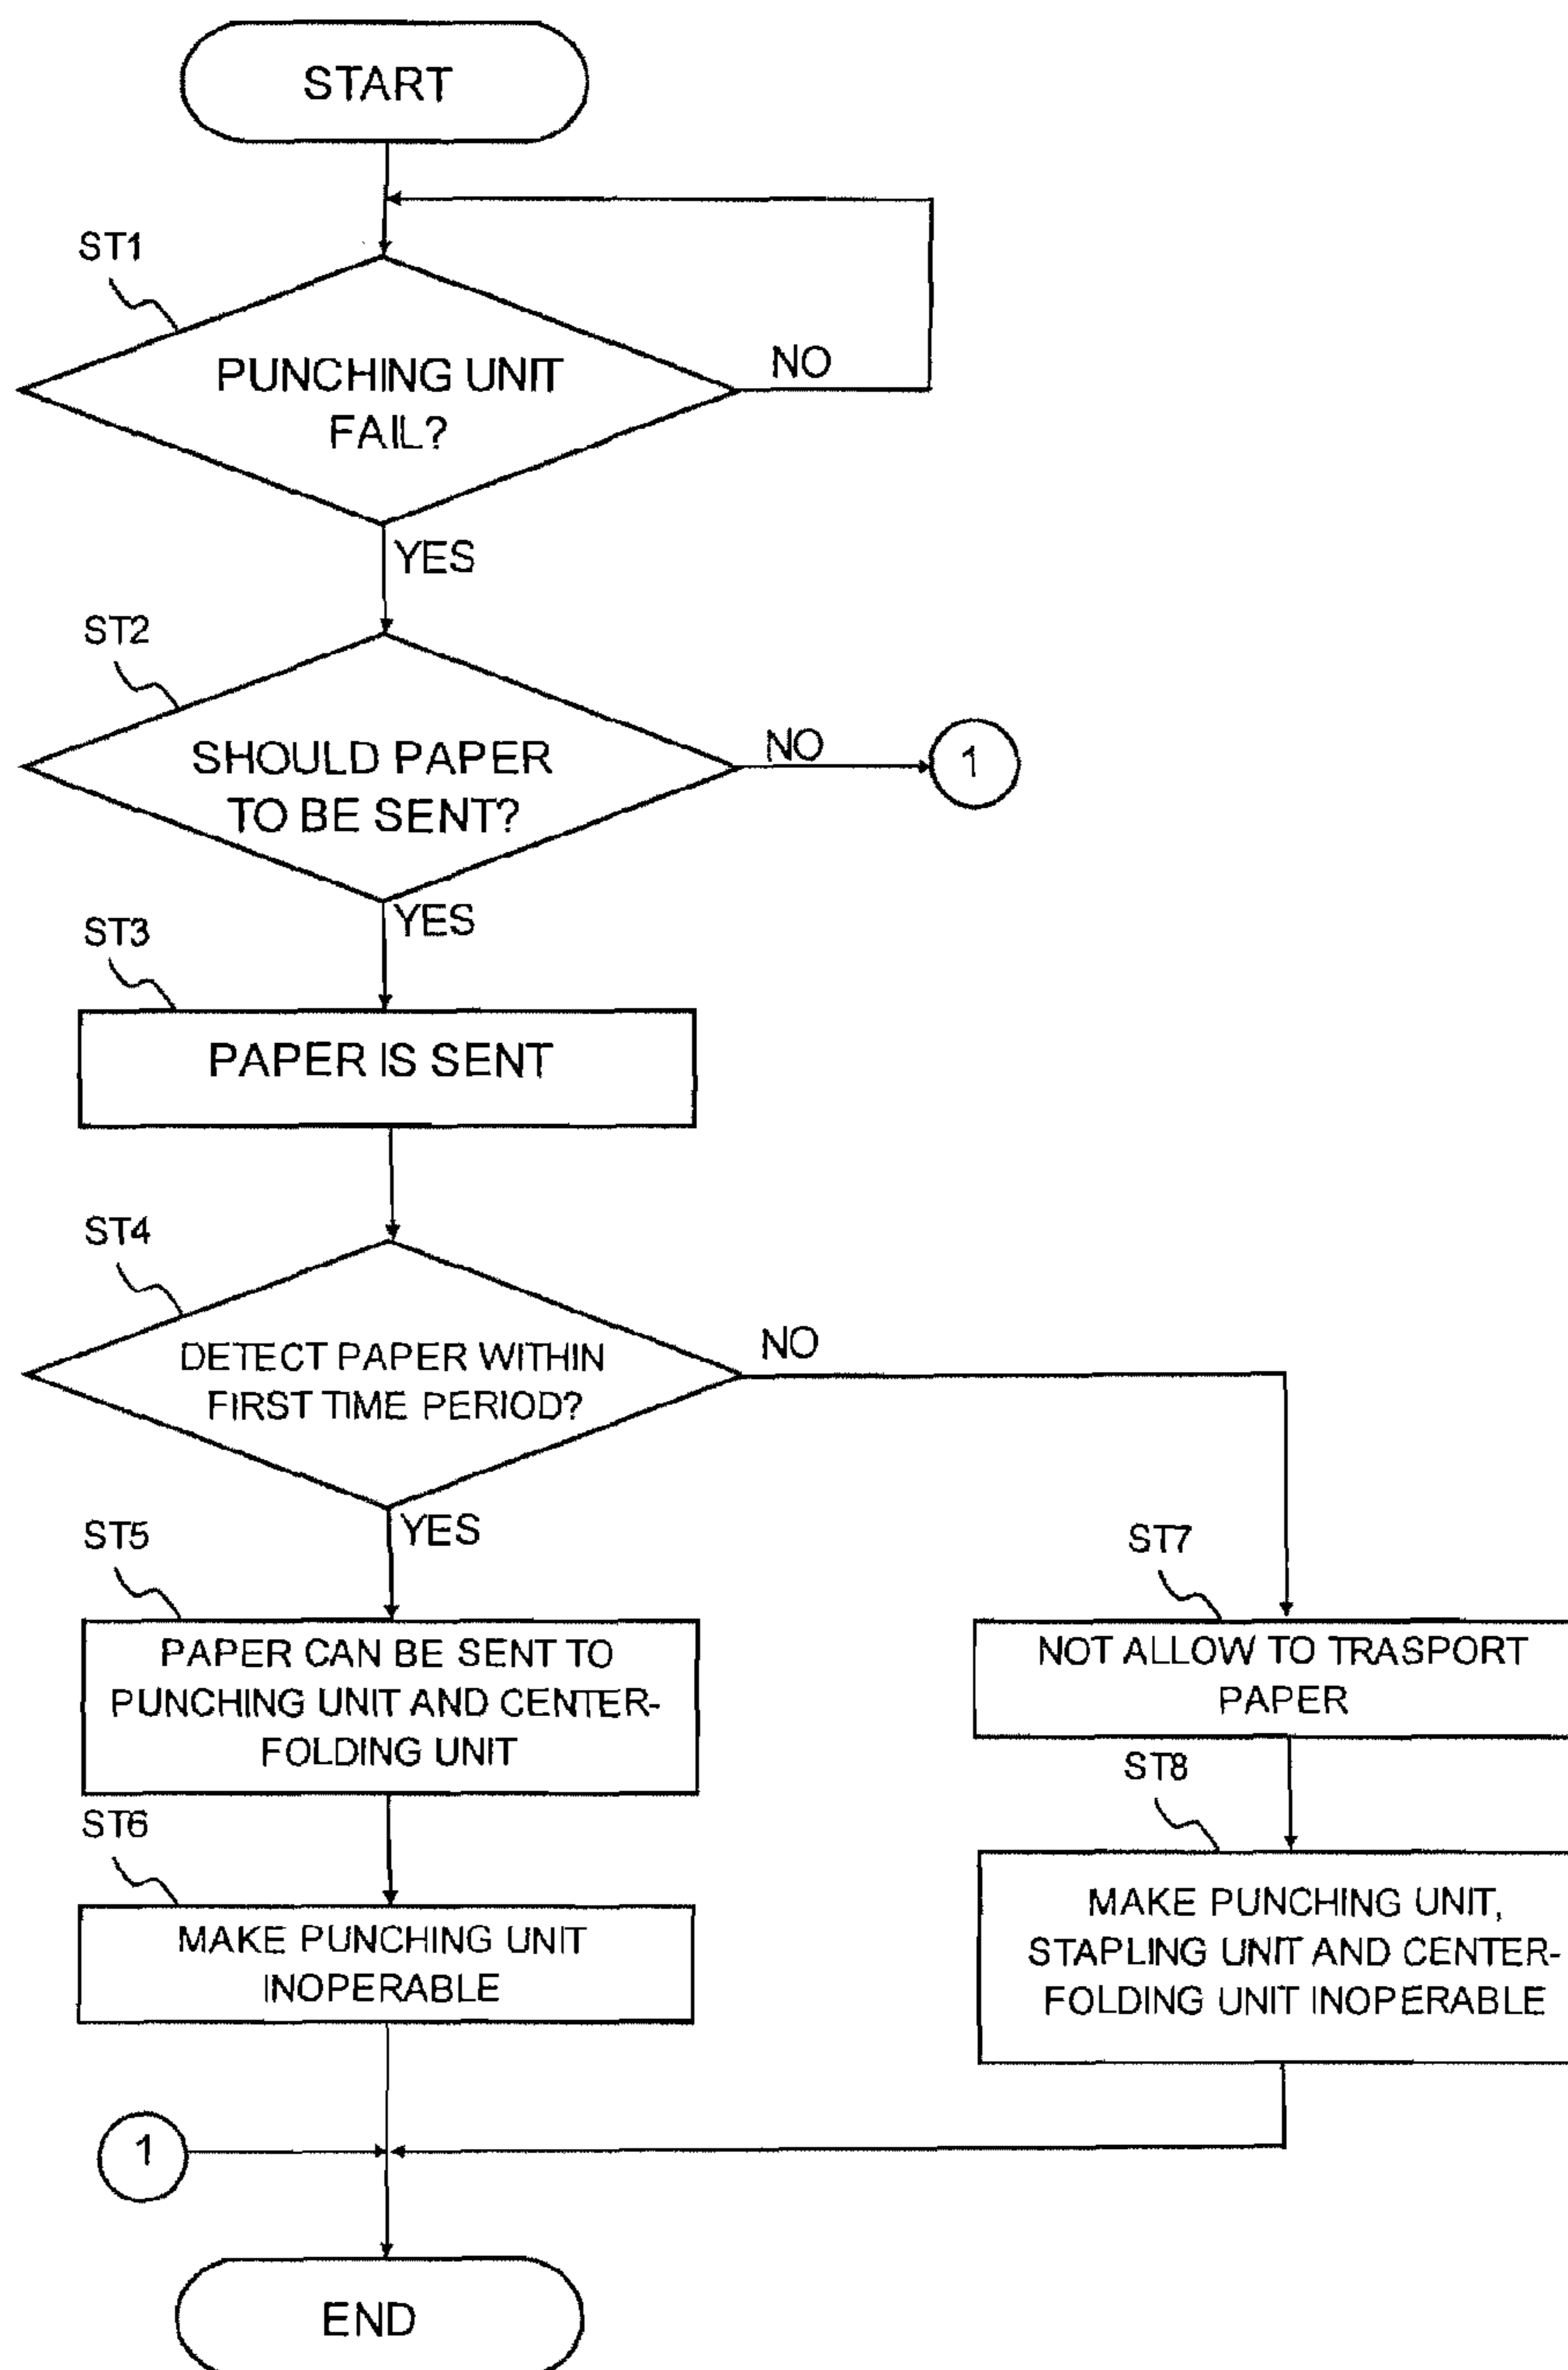 START
ST1
PUNCHING UNIT
FAIL?
NO
YES
ST2
SHOULD PAPER
TO BE SENT?
NO
1
YES
ST3
PAPER IS SENT
ST4
DETECT PAPER WITHIN
FIRST TIME PERIOD?
NO
YES
ST5
PAPER CAN BE SENT TO
PUNCHING UNIT AND CENTER-
FOLDING UNIT
ST6
MAKE PUNCHING UNIT
INOPERABLE
ST7
NOT ALLOW TO TRASPORT
PAPER
ST8
MAKE PUNCHING UNIT,
STAPLING UNIT AND CENTER-
FOLDING UNIT INOPERABLE
1
END